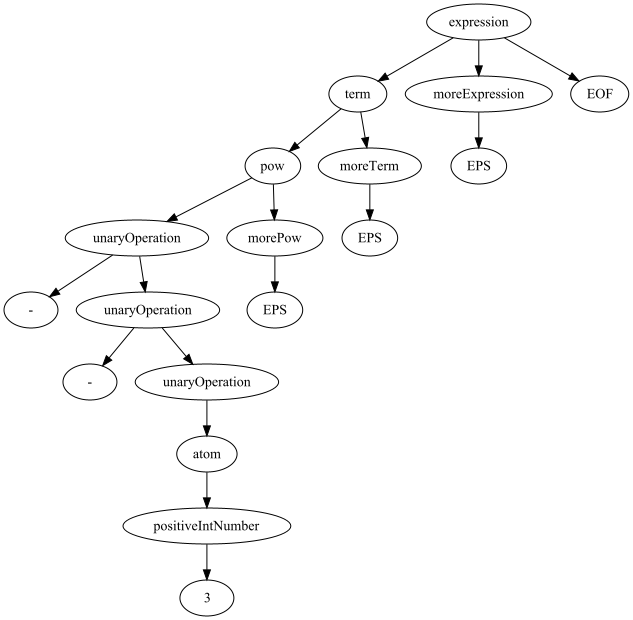 expression
term
moreExpression
EOF
pow
moreTerm
EPS
unaryOperation
morePow
EPS
-
unaryOperation
EPS
-
unaryOperation
atom
positiveIntNumber
3